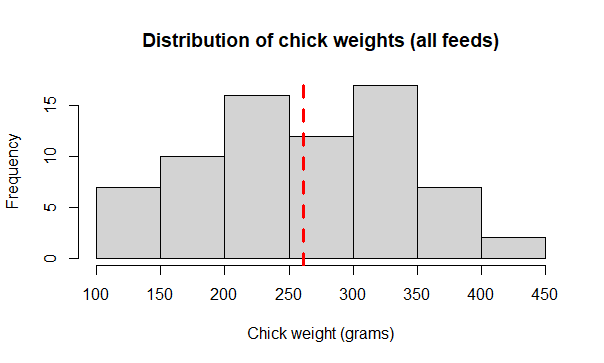 Distribution of chick weights (all feeds)
Frequency
15
10
5
0
100 150 200 250 300 350 400 450
Chick weight (grams)